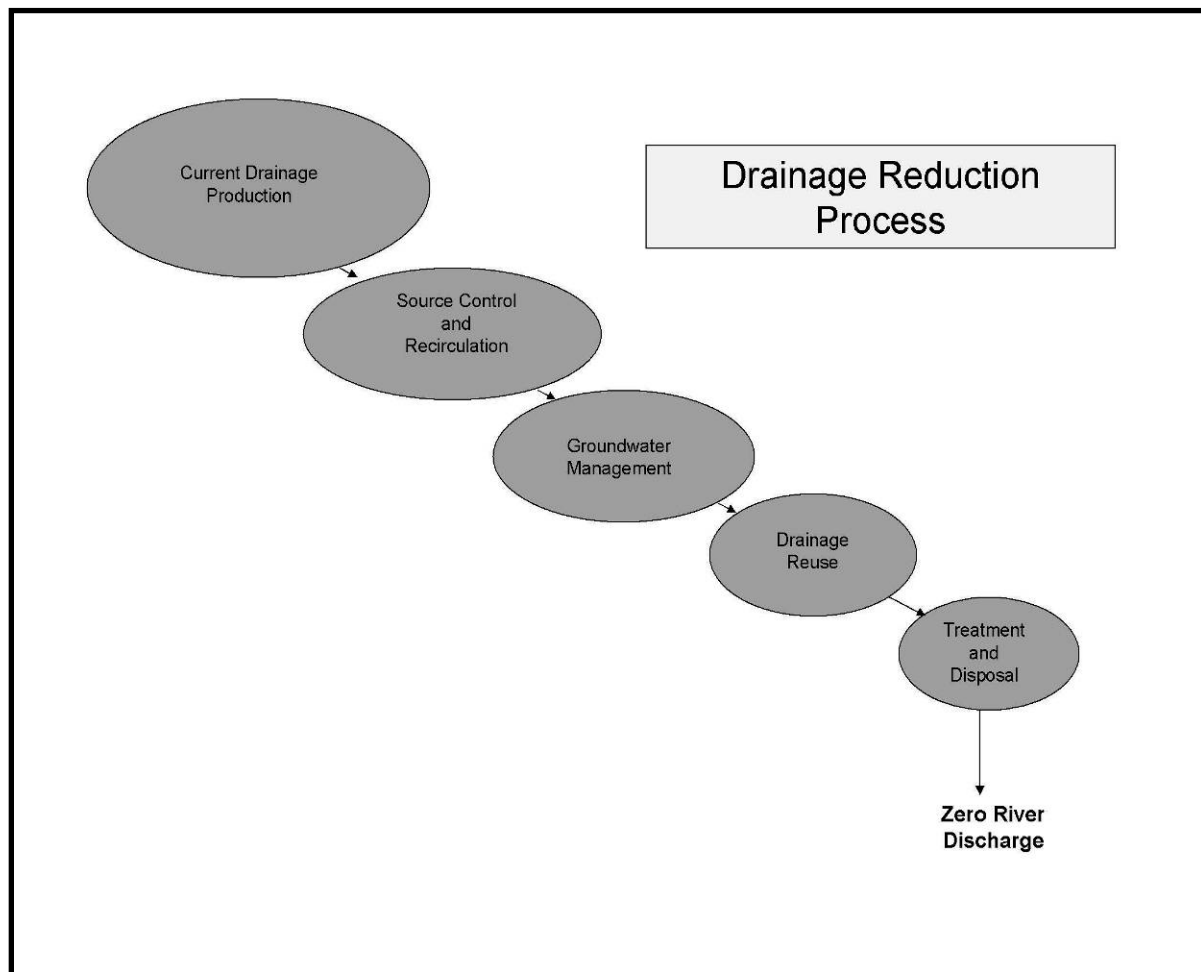 Drainage Reduction
Process
Current Drainage
Production
Source Control
and
Recirculation
Groundwater
Management
Drainage
Reuse
Treatment
and
Disposal
Zero River
Discharge